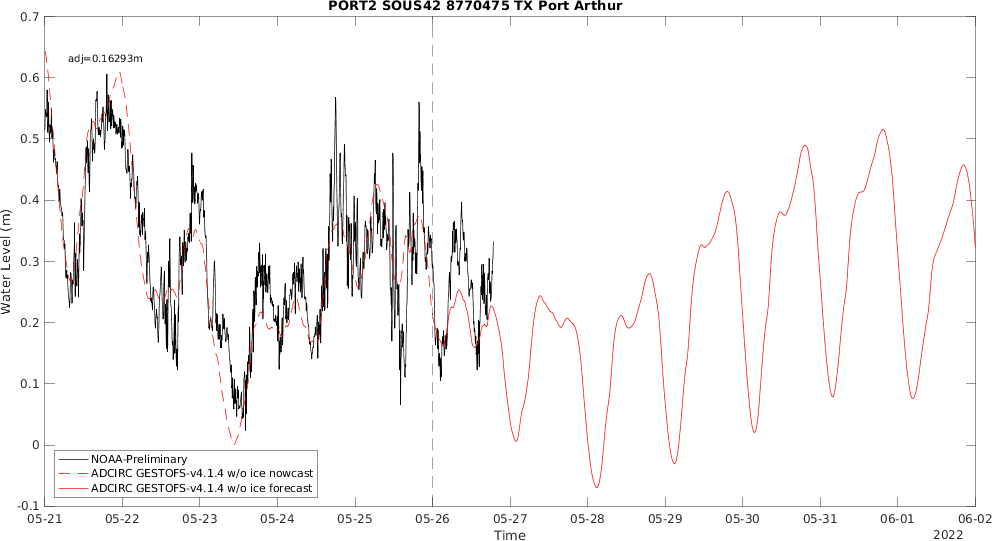 PORT2 SOUS42 8770475 TX Port Arthur
0.7
adj=0.16293m
0.6
0.5
0.4
0.3
0.2
0.1
0
-0.1
Water Level (m)
NOAA-Preliminary
ADCIRC GESTOFS-v4.1.4 w/o ice nowcast
ADCIRC GESTOFS-v4.1.4 w/o ice forecast
05-21 05-22 05-23 05-24 05-25 05-26 05-27 05-28 05-29 05-30 05-31 06-01 06-02
Time
2022